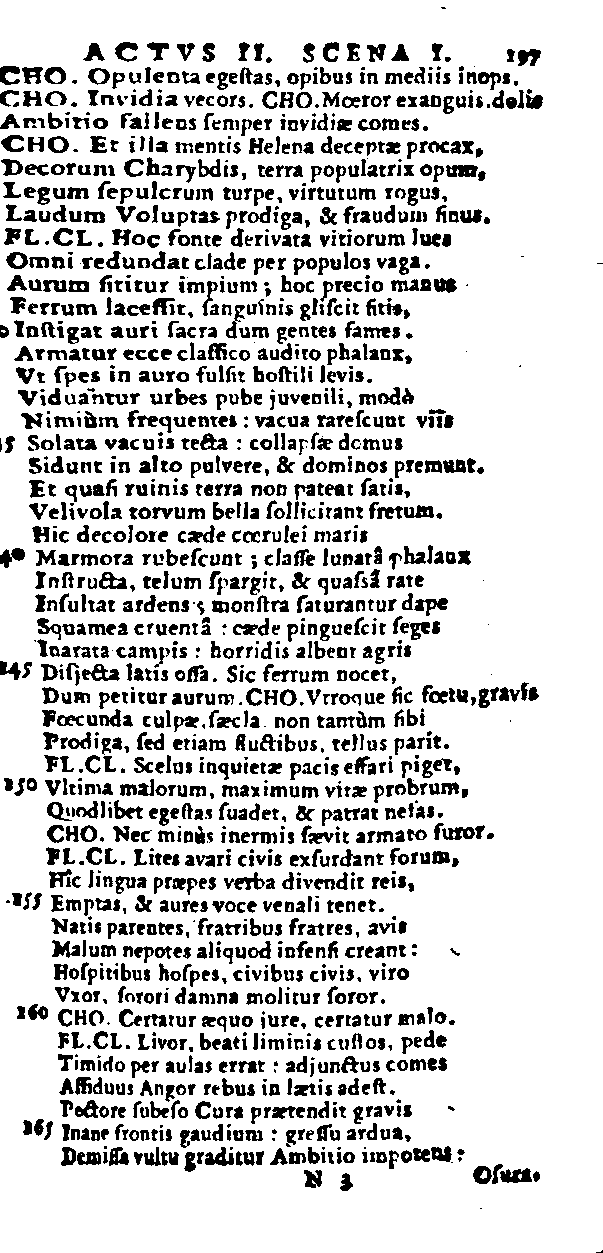 ACTVS II. SCENA I. 197
CHO. Opulenta egeſtas, opibus in mediis inops.
CHO. Invidia vecors. CHO. Mœror exanguis. dolis
Ambitio fallens ſemper invidiæ comes.
CHO. Et illa mentis Helena deceptæ procax,
Decorum Charybdis, terra populatrix opum,
Legum ſepulcrum turpe, virtutum rogus,
Laudum Voluptas prodiga, & fraudum ſinus.
FL.CL. Hoc fonte derivata vitiorum lues
Omni redundat clade per populos vaga.
Aurum ſititur impium; hoc precio manus
Ferrum laceſſit, ſanguinis gliſcit ſitis,
0 Inſtigat auri ſacra dum gentes fames.
Armatur ecce claſſico audito phalanx,
Vt ſpes in auro fulſit hoſtili levis.
Viduantur urbes pube juvenili, modò
Nimiùm frequentes: vacua rareſcunt viis
35 Solata vacuis tecta: collapſæ domus
Sidunt in alto pulvere, & dominos premunt.
Et quaſi ruinis terra non pateat ſatis,
Velivola torvum bella ſollicitant fretum.
Hic decolore cæde cœrulei maris
40 Marmora rubeſcunt; claſſe lunatâ phalanx
Inſtructa, telum ſpargit, & quaſsâ rate
Inſultat ardens; monſtra ſaturantur dape
Squamea cruentâ: cæde pingueſcit ſeges
Inarata campis: horridis albent agris
245 Diſjecta latis oſſa. Sic ferrum nocet,
Dum petitur aurum. CHO. Vtroque ſic fœtu, gravis
Fœcunda culpæ, ſæcla non tantùm ſibi
Prodiga, ſed etiam fluctibus, tellus parit.
FL.CL. Scelus inquietæ pacis effari piget,
250 Vltima malorum, maximum vitæ probrum,
Quodlibet egeſtas ſuadet, & patrat nefas.
CHO. Nec minùs inermis ſævit armato furor.
FL.CL. Lites avari civis exſurdant forum,
Hic lingua præpes verba divendit reis,
255 Emptas, & aures voce venali tenet.
Natis parentes, fratribus fratres, avis
Malum nepotes aliquod infenſi creant:
Hoſpitibus hoſpes, civibus civis, viro
Vxor, ſorori damna molitur ſoror.
260 CHO. Certatur æquo jure, certatur malo.
FL.CL. Livor, beati liminis cuſtos, pede
Timido per aulas errat: adjunctus comes
Aſſiduus Angor rebus in lætis adeſt.
Pectore ſubeſo Cura prætendit gravis
265 Inane frontis gaudium: greſſu ardua,
Demiſſa vultu graditur Ambitio impotens:
N 3 Oſura.